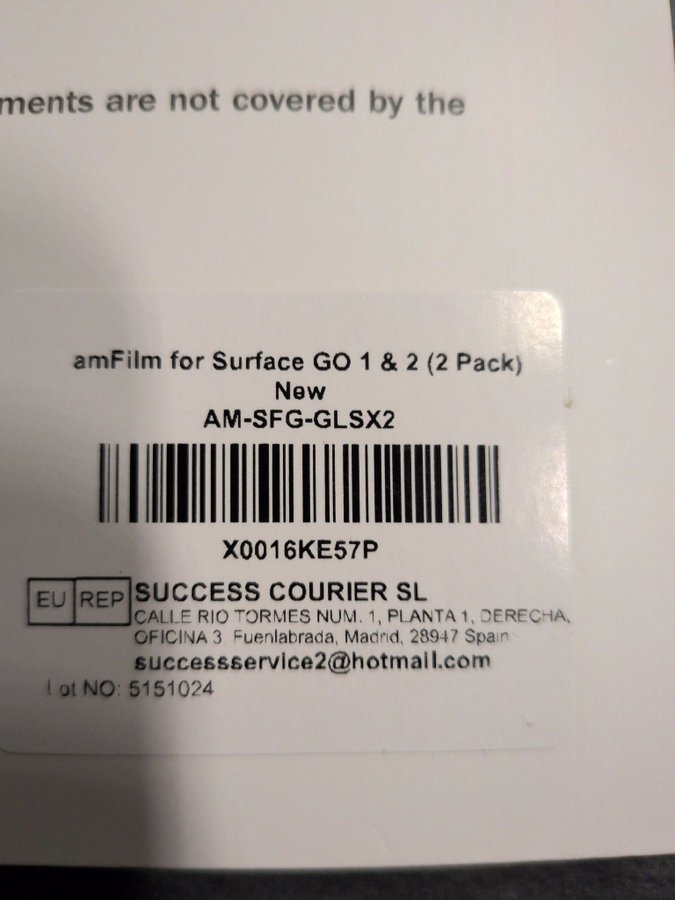 ments are not covered by the
amFilm for Surface GO 1 & 2 (2 Pack)
New
AM-SFG-GLSX2
X0016KE57P
EU REP SUCCESS COURIER SL
CALLE RIO TORMES NUM. 1, PLANTA 1, DERECHA,
OFICINA 3. Fuenlabrada, Madrid, 28947 Spain
successservice2@hotmail.com
Lot NO: 5151024